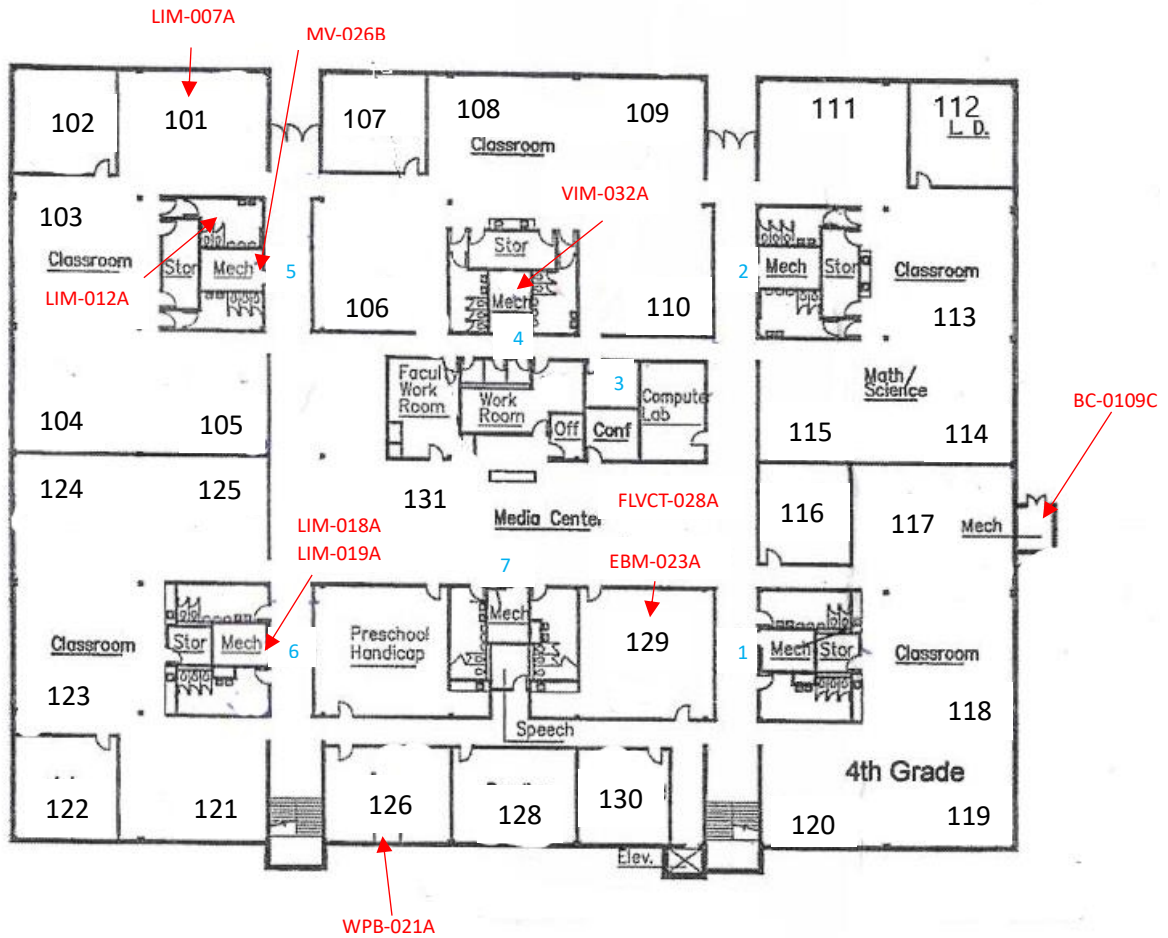 LIM-007A
MV-026B
102
101
107
108
109
111
112
L. D.
Classroom
103
VIM-032A
Classroom
Stor
Mech
5
Stor
2
Mech
Stor
Classroom
LIM-012A
106
Mech
110
113
4
Work
Room
3
Computer
Lab
Math/
Science
Work
Room
BC-0109C
104
105
Off
Conf
115
114
124
125
131
FLVCT-028A
116
117
LIM-018A
Media Cente
Mech
LIM-019A
7
EBM-023A
Mech
Classroom
Stor
Mech
6
Preschool
Handicap
129
1
Mech
Stor
Classroom
123
118
Speech
4th Grade
122
121
126
128
130
120
119
Elev.
WPB-021A